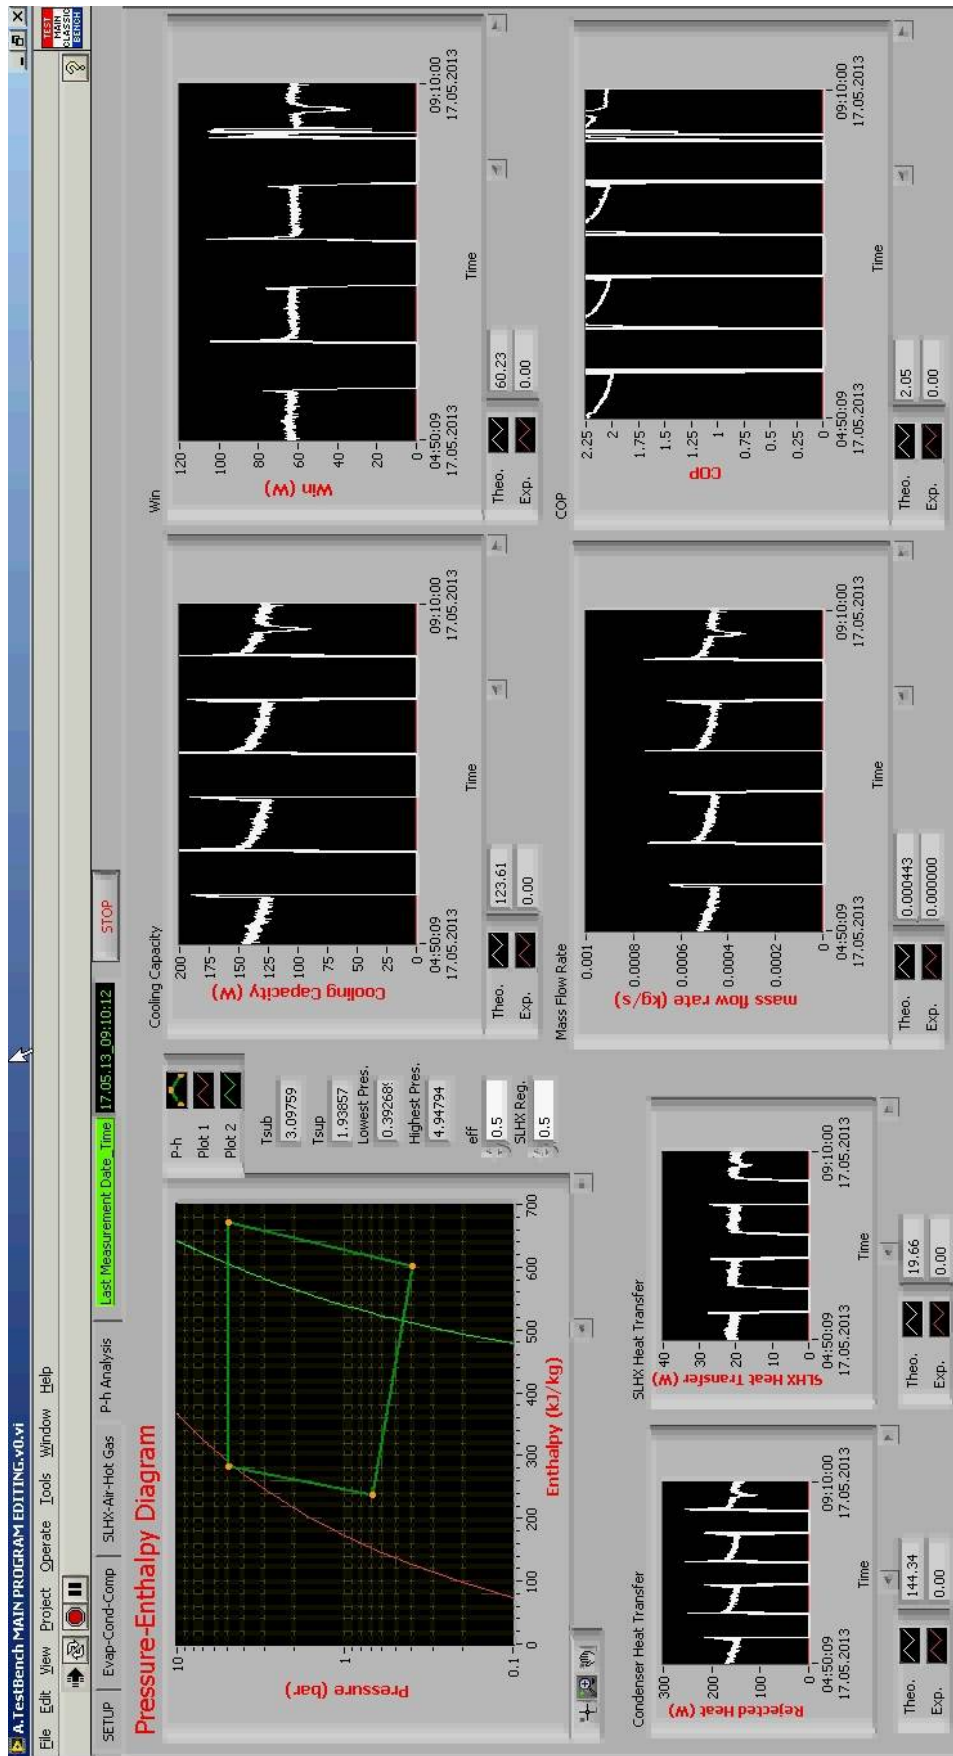 A.TestBench MAIN PROGRAM EDITING.v0.vi
File Edit View Project Operate Tools Window Help
?
TEST
MAIN
CLASSIC
BENCH
SETUP
Evap-Cond-Comp
SLHX-Air-Hot Gas
P-h Analysis
Last Measurement Date_Time
17.05.13_09:10:12
STOP
Pressure-Enthalpy Diagram
Pressure (bar)
10
1
0.1
0 100 200 300 400 500 600 700
Enthalpy (kJ/kg)
P-h
Plot 1
Plot 2
Tsub
3.09759
Tsup
1.93857
Lowest Pres.
0.39268
Highest Pres.
4.94794
eff
0.5
SLHX Reg.
0.5
Cooling Capacity
Cooling Capacity (W)
200
175
150
125
100
75
50
25
0
04:50:09
17.05.2013
09:10:00
17.05.2013
Time
Theo.
123.61
Exp.
0.00
Win
Win (W)
120
100
80
60
40
20
0
04:50:09
17.05.2013
09:10:00
17.05.2013
Time
Theo.
60.23
Exp.
0.00
Condenser Heat Transfer
Rejected Heat (W)
300
200
100
0
04:50:09
17.05.2013
09:10:00
17.05.2013
Time
Theo.
144.34
Exp.
0.00
SLHX Heat Transfer
SLHX Heat Transfer (W)
40
30
20
10
0
04:50:09
17.05.2013
09:10:00
17.05.2013
Time
Theo.
19.66
Exp.
0.00
Mass Flow Rate
mass flow rate (kg/s)
0.001
0.0008
0.0006
0.0004
0.0002
0
04:50:09
17.05.2013
09:10:00
17.05.2013
Time
Theo.
0.000443
Exp.
0.000000
COP
COP
2.25
2
1.75
1.5
1.25
1
0.75
0.5
0.25
0
04:50:09
17.05.2013
09:10:00
17.05.2013
Time
Theo.
2.05
Exp.
0.00